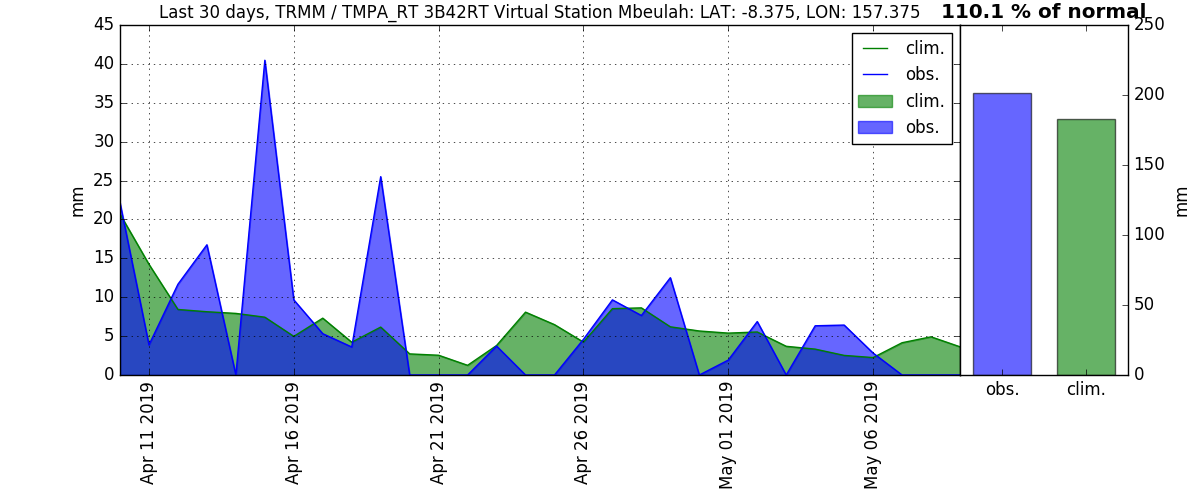 Last 30 days, TRMM / TMPA_RT 3B42RT Virtual Station Mbeulah: LAT: -8.375, LON: 157.375
110.1 % of normal
45
40
35
30
25
20
15
10
5
0
mm
Apr 11 2019
Apr 16 2019
Apr 21 2019
Apr 26 2019
May 01 2019
May 06 2019
clim.
obs.
clim.
obs.
250
200
150
100
50
0
mm
obs.
clim.